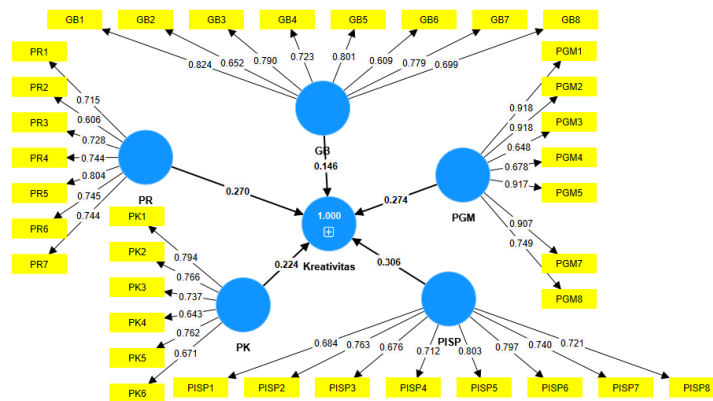 GB1 GB2 GB3 GB4 GB5 GB6 GB7 GB8
0.824 0.652 0.790 0.723 0.801 0.609 0.779 0.699
GB
0.146
PR1
PR2
PR3
PR4
PR5
PR6
PR7
0.715
0.606
0.728
0.744
0.804
0.745
0.744
PR
0.270
PGM1
PGM2
PGM3
PGM4
PGM5
PGM7
PGM8
0.918
0.918
0.648
0.678
0.917
0.907
0.749
PGM
0.274
1.000
Kreativitas
PK1
PK2
PK3
PK4
PK5
PK6
0.794
0.766
0.737
0.643
0.762
0.671
PK
0.224
0.306
PISP
0.684 0.763 0.676 0.712 0.803 0.797 0.740 0.721
PISP1 PISP2 PISP3 PISP4 PISP5 PISP6 PISP7 PISP8